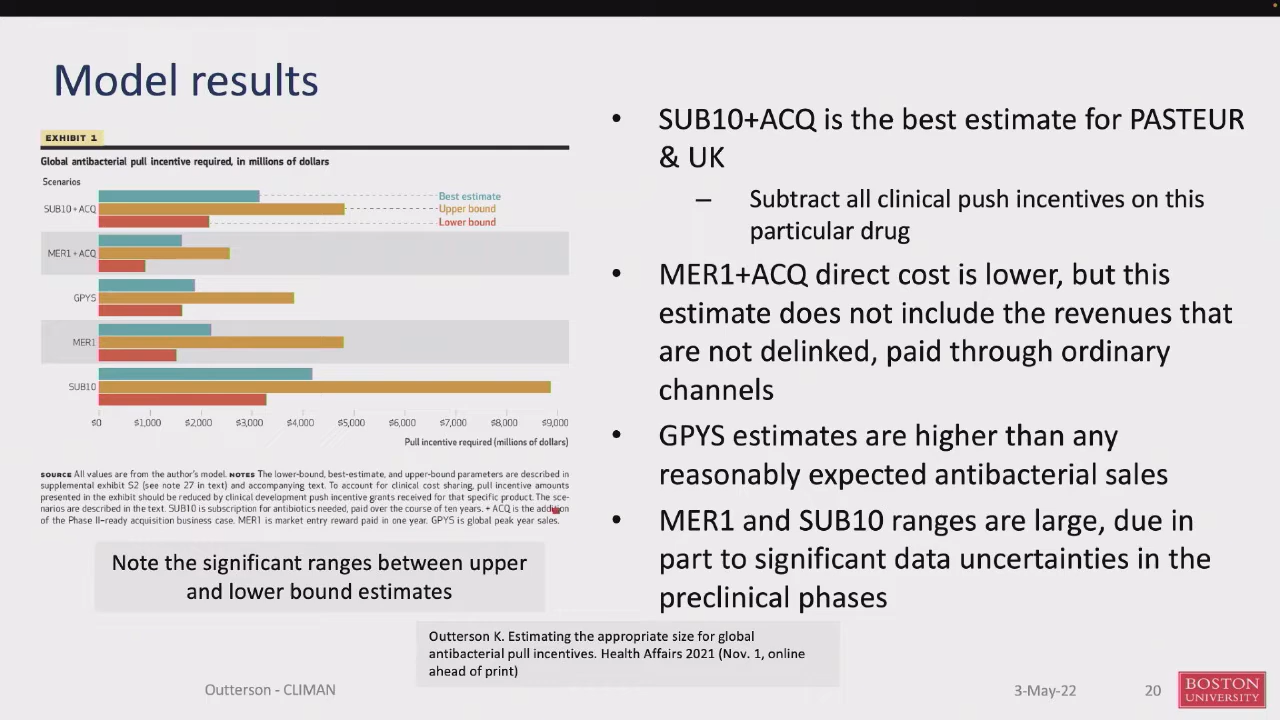 Model results
EXHIBIT 1
Global antibacterial pull incentive required, in millions of dollars
Scenarios
SUB10 + ACQ
MER1 + ACQ
GPYS
MER1
SUB10
Best estimate
Upper bound
Lower bound
$0 $1,000 $2,000 $3,000 $4,000 $5,000 $6,000 $7,000 $8,000 $9,000
Pull incentive required (millions of dollars)
SOURCE All values are from the author's model. NOTES The lower-bound, best-estimate, and upper-bound parameters are described in
supplemental exhibit S2 (see note 27 in text) and accompanying text. To account for clinical cost sharing, pull incentive amounts
presented in the exhibit should be reduced by clinical development push incentive grants received for that specific product. The sce-
narios are described in the text. SUB10 is subscription for antibiotics needed, paid over the course of ten years. + ACQ is the addition
of the Phase II–ready acquisition business case. MER1 is market entry reward paid in one year. GPYS is global peak year sales.
Note the significant ranges between upper
and lower bound estimates
• SUB10+ACQ is the best estimate for PASTEUR
& UK
– Subtract all clinical push incentives on this
particular drug
• MER1+ACQ direct cost is lower, but this
estimate does not include the revenues that
are not delinked, paid through ordinary
channels
• GPYS estimates are higher than any
reasonably expected antibacterial sales
• MER1 and SUB10 ranges are large, due in
part to significant data uncertainties in the
preclinical phases
Outterson K. Estimating the appropriate size for global
antibacterial pull incentives. Health Affairs 2021 (Nov. 1, online
ahead of print)
Outterson - CLIMAN
3-May-22
20
BOSTON
UNIVERSITY